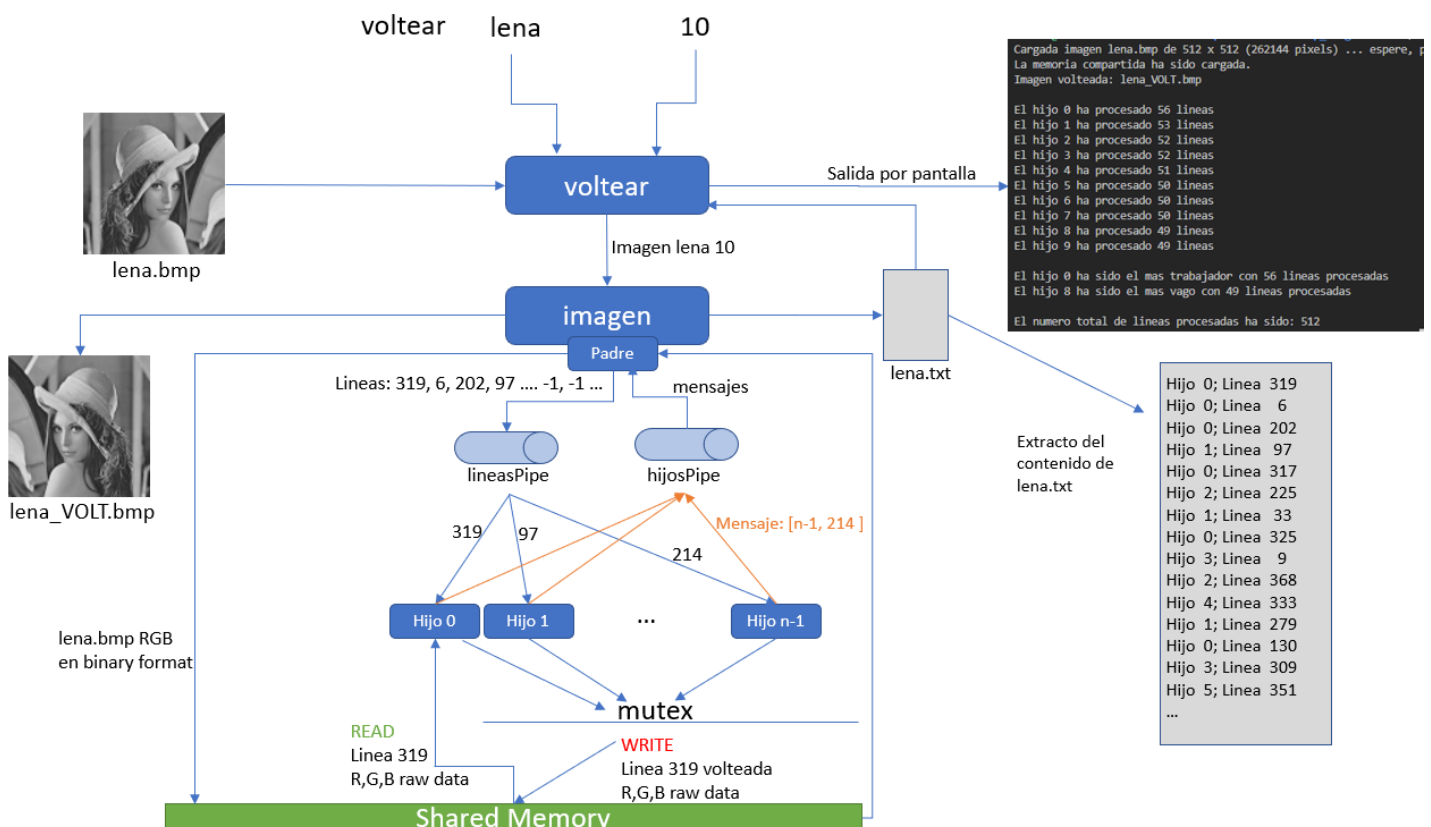 voltear lena 10
Cargada imagen lena.bmp de 512 x 512 (262144 pixels) ... espere, p
La memoria compartida ha sido cargada.
Imagen volteada: lena_VOLT.bmp
El hijo 0 ha procesado 56 lineas
El hijo 1 ha procesado 53 lineas
El hijo 2 ha procesado 52 lineas
El hijo 3 ha procesado 52 lineas
El hijo 4 ha procesado 51 lineas
El hijo 5 ha procesado 50 lineas
El hijo 6 ha procesado 50 lineas
El hijo 7 ha procesado 50 lineas
El hijo 8 ha procesado 49 lineas
El hijo 9 ha procesado 49 lineas
El hijo 0 ha sido el mas trabajador con 56 lineas procesadas
El hijo 8 ha sido el más vago con 49 lineas procesadas
El numero total de lineas procesadas ha sido: 512
voltear
Salida por pantalla
lena.bmp
Imagen lena 10
imagen
Padre
lena.txt
lena_VOLT.bmp
Lineas: 319, 6, 202, 97 .... -1, -1 ...
mensajes
lineasPipe
hijosPipe
Extracto del
contenido de
lena.txt
Hijo 0; Linea 319
Hijo 0; Linea 6
Hijo 0; Linea 202
Hijo 1; Linea 97
Hijo 0; Linea 317
Hijo 2; Linea 225
Hijo 1; Linea 33
Hijo 0; Linea 325
Hijo 3; Linea 9
Hijo 2; Linea 368
Hijo 4; Linea 333
Hijo 1; Linea 279
Hijo 0; Linea 130
Hijo 3; Linea 309
Hijo 5; Linea 351
...
319
97
214
Mensaje: [n-1, 214 ]
Hijo 0
Hijo 1
...
Hijo n-1
lena.bmp RGB
en binary format
mutex
READ
Linea 319
R,G,B raw data
WRITE
Linea 319 volteada
R,G,B raw data
Shared Memory